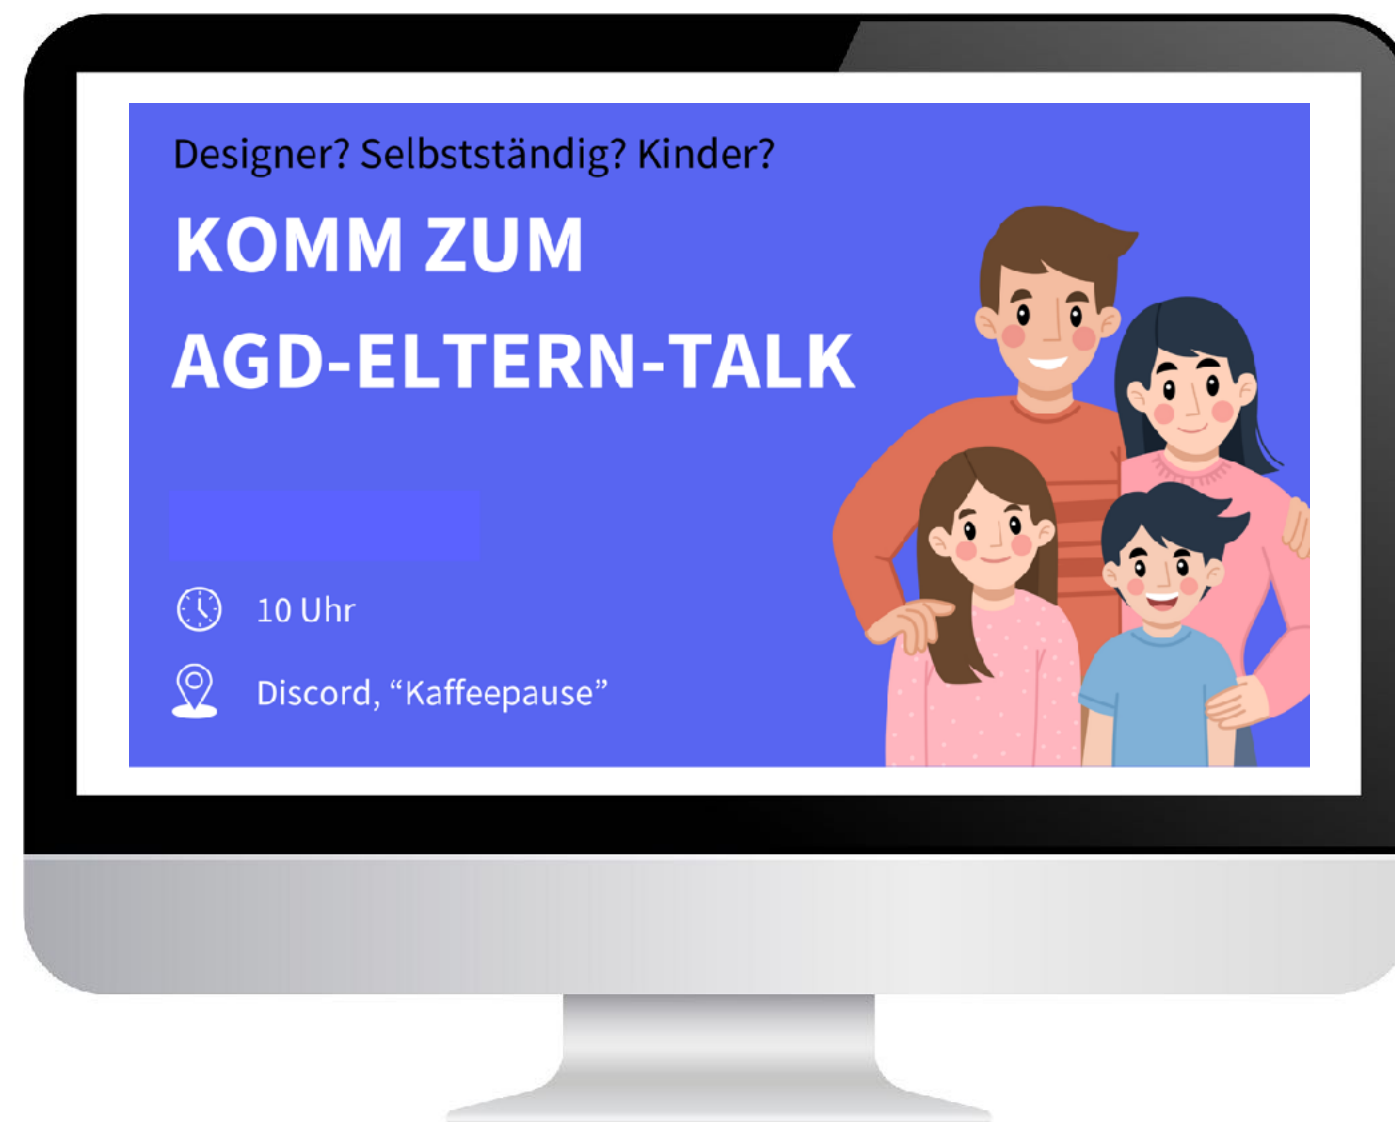 Designer? Selbstständig? Kinder?
KOMM ZUM
AGD-ELTERN-TALK
10 Uhr
Discord, “Kaffeepause”